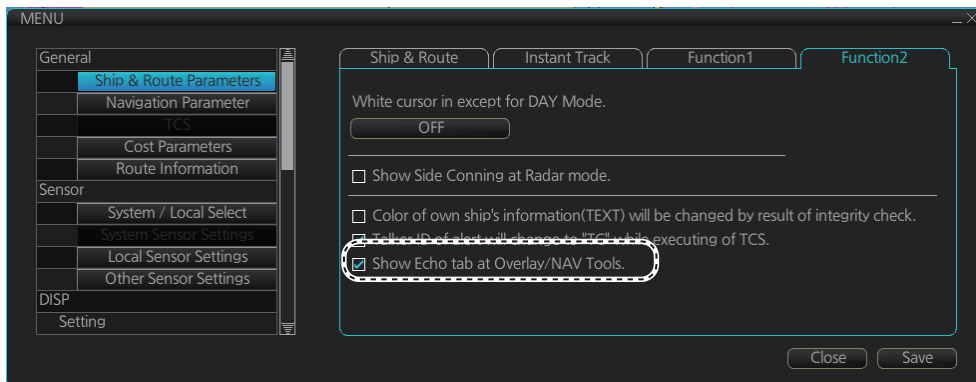 MENU
General
Ship & Route Parameters
Navigation Parameter
TCS
Cost Parameters
Route Information
Sensor
System / Local Select
System Sensor Settings
Local Sensor Settings
Other Sensor Settings
DISP
Setting
Ship & Route Instant Track Function1 Function2
White cursor in except for DAY Mode.
OFF
Show Side Conning at Radar mode.
Color of own ship's information(TEXT) will be changed by result of integrity check.
Talker ID of alert will change to "TC" while executing of TCS.
Show Echo tab at Overlay/NAV Tools.
Close Save